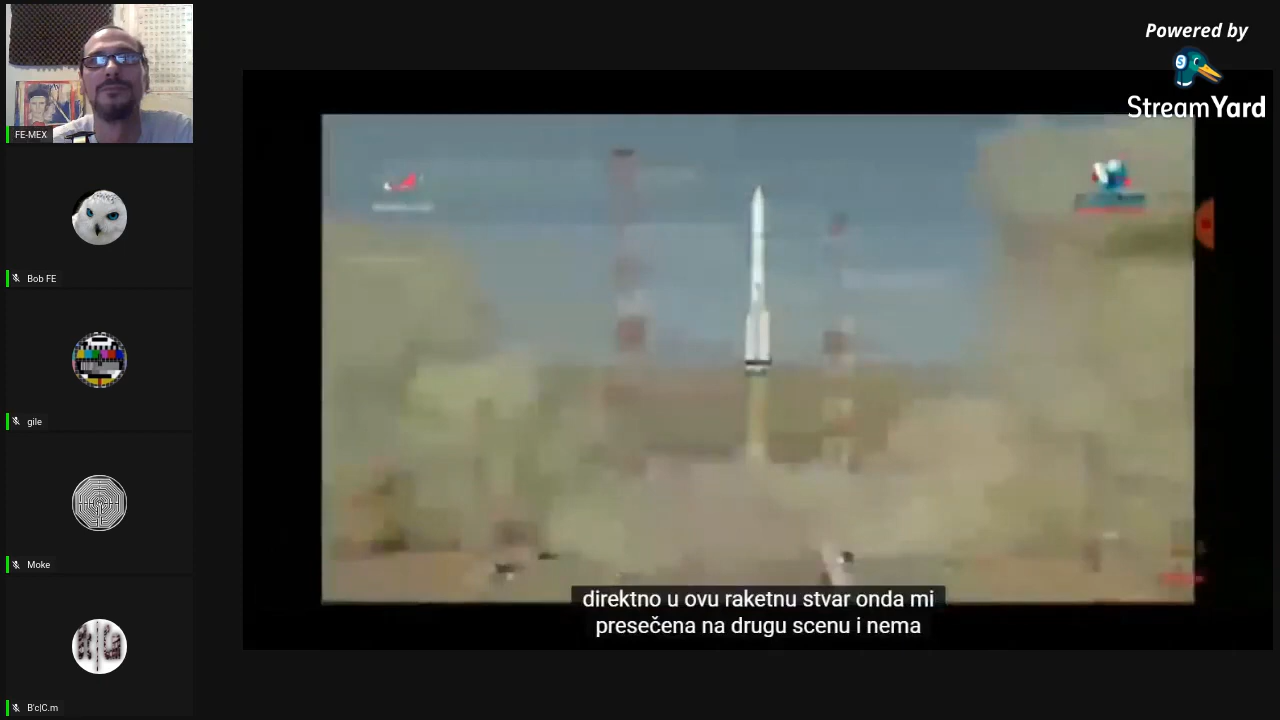 Powered by
StreamYard
FE-MEX
Bob FE
gile
Moke
B'c|C.m
direktno u ovu raketnu stvar onda mi
presečena na drugu scenu i nema